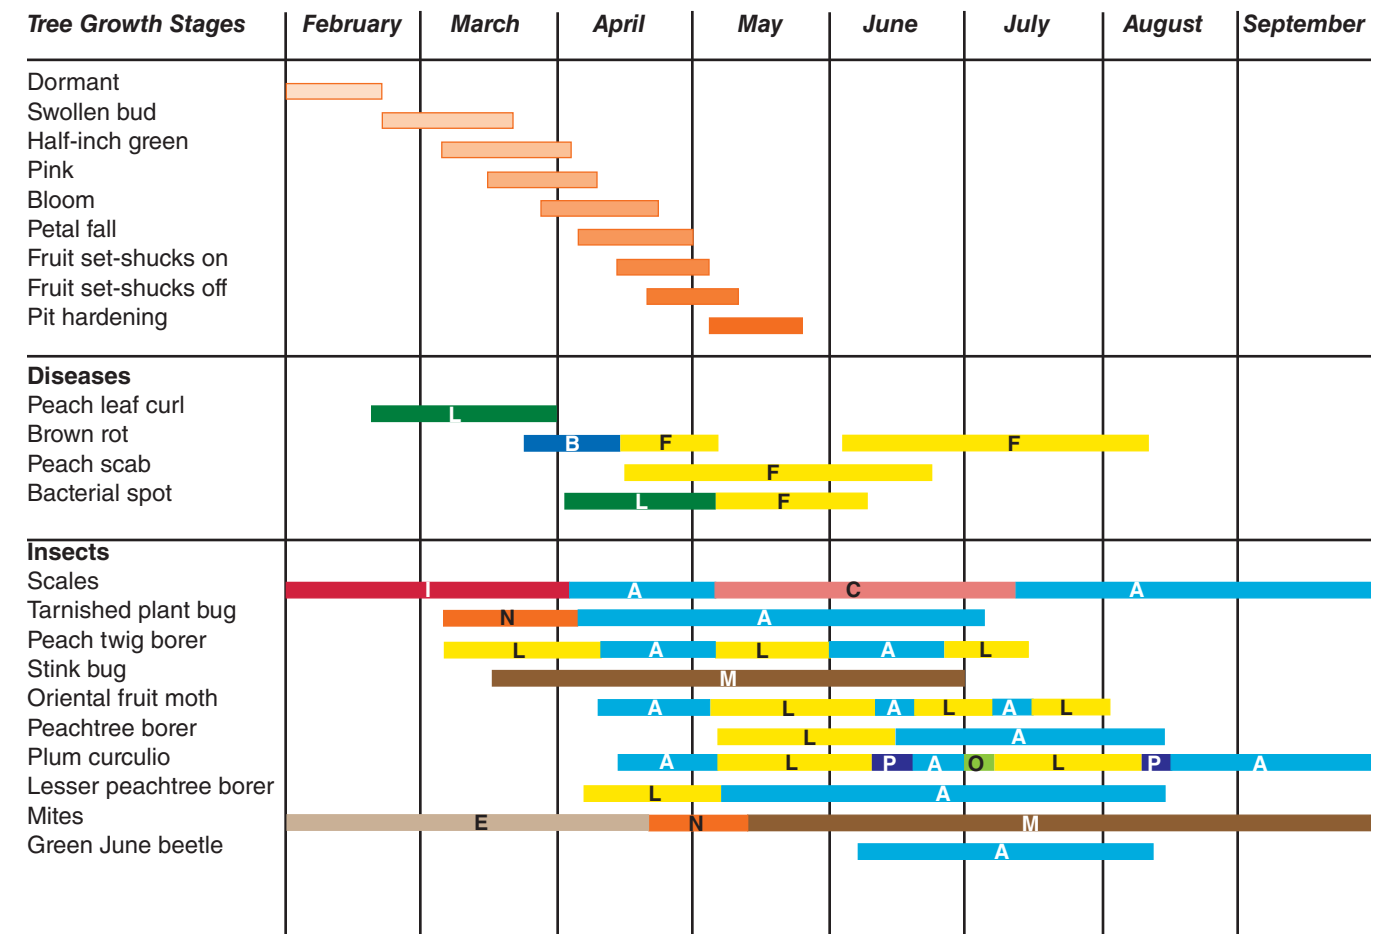 Tree Growth Stages February March April May June July August September
Dormant
Swollen bud
Half-inch green
Pink
Bloom
Petal fall
Fruit set-shucks on
Fruit set-shucks off
Pit hardening
Diseases
Peach leaf curl L
Brown rot B F F
Peach scab F
Bacterial spot L F
Insects
Scales I A C A
Tarnished plant bug N A
Peach twig borer L A L A L
Stink bug M
Oriental fruit moth A L A L A L
Peachtree borer L A
Plum curculio A L P A O L P A
Lesser peachtree borer L A
Mites E N M
Green June beetle A